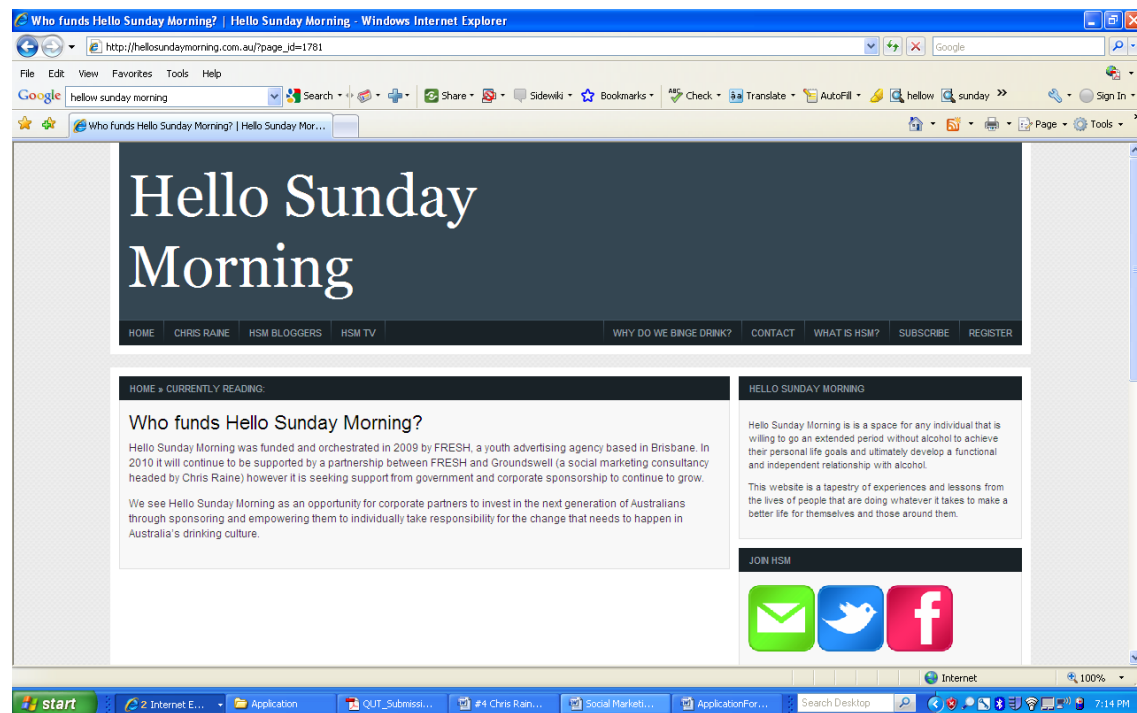 Who funds Hello Sunday Morning? | Hello Sunday Morning - Windows Internet Explorer
http://hellosundaymorning.com.au/?page_id=1781
Google
File Edit View Favorites Tools Help
Google hellow sunday morning Search Share Sidewiki Bookmarks Check Translate AutoFill hellow sunday Sign In
Who funds Hello Sunday Morning? | Hello Sunday Mor... Page Tools
Hello Sunday
Morning
HOME CHRIS RAINE HSM BLOGGERS HSM TV WHY DO WE BINGE DRINK? CONTACT WHAT IS HSM? SUBSCRIBE REGISTER
HOME » CURRENTLY READING:
Who funds Hello Sunday Morning?
Hello Sunday Morning was funded and orchestrated in 2009 by FRESH, a youth advertising agency based in Brisbane. In
2010 it will continue to be supported by a partnership between FRESH and Groundswell (a social marketing consultancy
headed by Chris Raine) however it is seeking support from government and corporate sponsorship to continue to grow.
We see Hello Sunday Morning as an opportunity for corporate partners to invest in the next generation of Australians
through sponsoring and empowering them to individually take responsibility for the change that needs to happen in
Australia's drinking culture.
HELLO SUNDAY MORNING
Hello Sunday Morning is is a space for any individual that is
willing to go an extended period without alcohol to achieve
their personal life goals and ultimately develop a functional
and independent relationship with alcohol.
This website is a tapestry of experiences and lessons from
the lives of people that are doing whatever it takes to make a
better life for themselves and those around them.
JOIN HSM
Internet 100%
start 2 Internet E... Application QUT_Submissi... #4 Chris Rain... Social Marketi... ApplicationFor... Search Desktop 7:14 PM